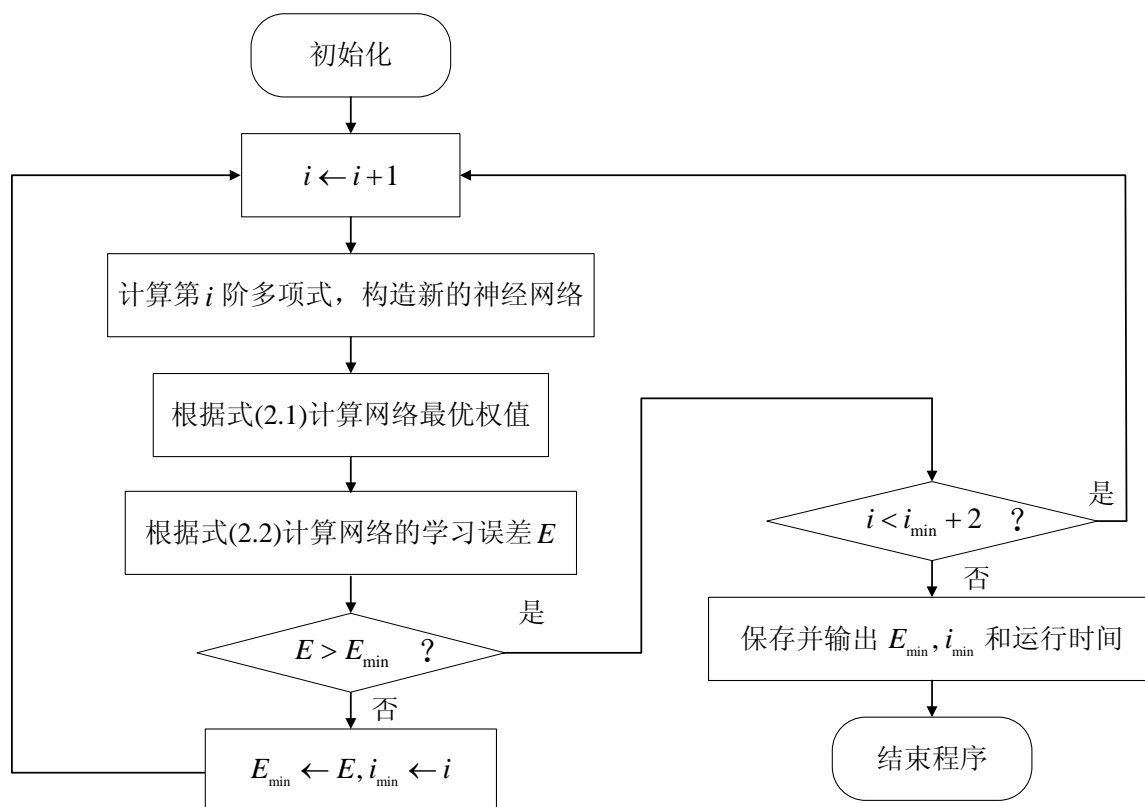 初始化
i ← i + 1
计算第 i 阶多项式，构造新的神经网络
根据式(2.1)计算网络最优权值
根据式(2.2)计算网络的学习误差 E
是
E > E_min ？
否
E_min ← E, i_min ← i
是
i < i_min + 2 ？
否
保存并输出 E_min, i_min 和运行时间
结束程序